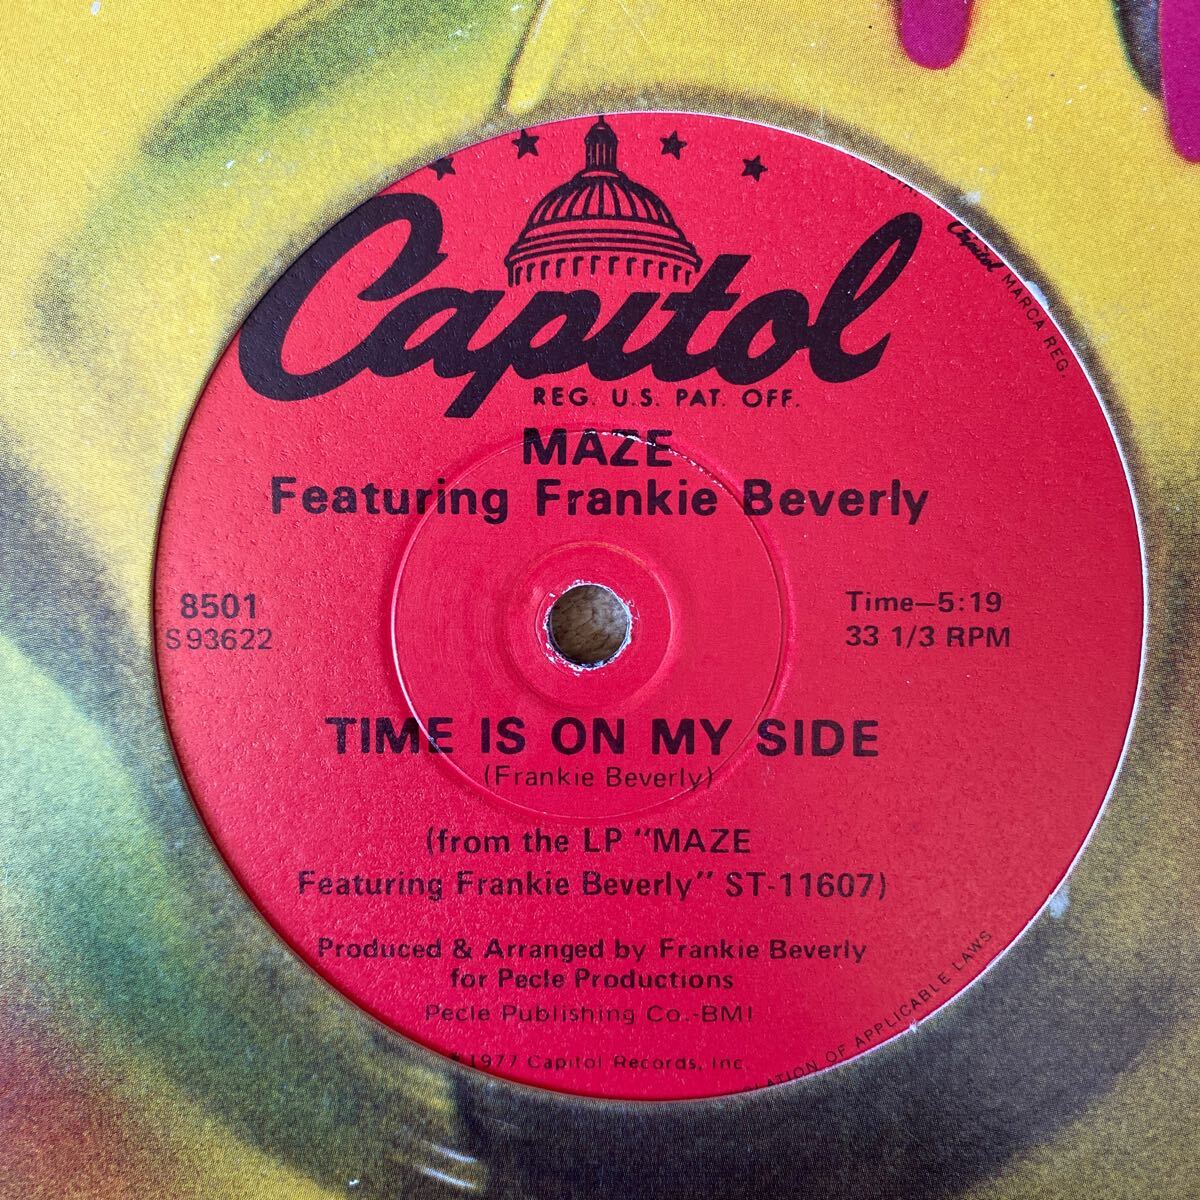 Capitol
REG. U.S. PAT. OFF.
Capitol MARCA REG.
MAZE
Featuring Frankie Beverly
8501
S93622
Time—5:19
33 1/3 RPM
TIME IS ON MY SIDE
(Frankie Beverly)
(from the LP "MAZE
Featuring Frankie Beverly" ST-11607)
Produced & Arranged by Frankie Beverly
for Pecle Productions
Pecle Publishing Co.-BMI
1977 Capitol Records, Inc
OF APPLICABLE LAWS